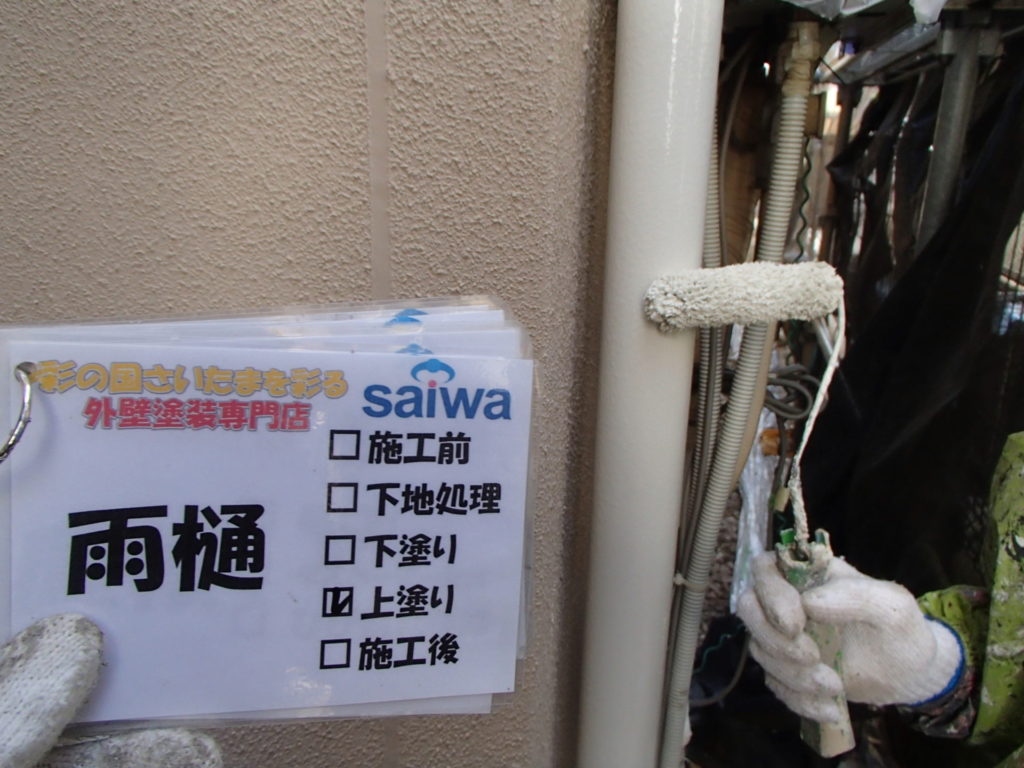 彩の国さいたまを彩る
外壁塗装専門店
saiwa
雨樋
□施工前
□下地処理
□下塗り
☑上塗り
□施工後